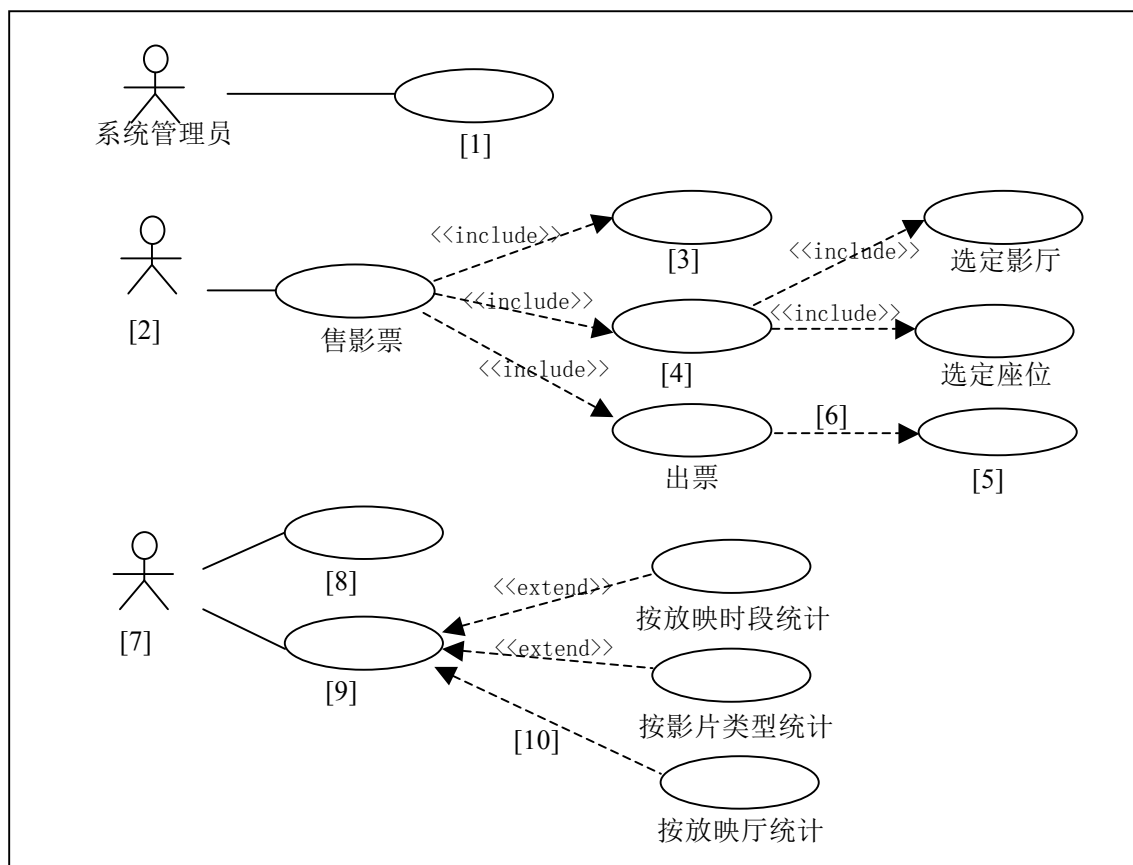 系统管理员
[1]
[2]
售影票
<<include>>
[3]
<<include>>
[4]
<<include>>
出票
<<include>>
选定影厅
<<include>>
选定座位
[6]
[5]
[7]
[8]
[9]
<<extend>>
按放映时段统计
<<extend>>
按影片类型统计
[10]
按放映厅统计